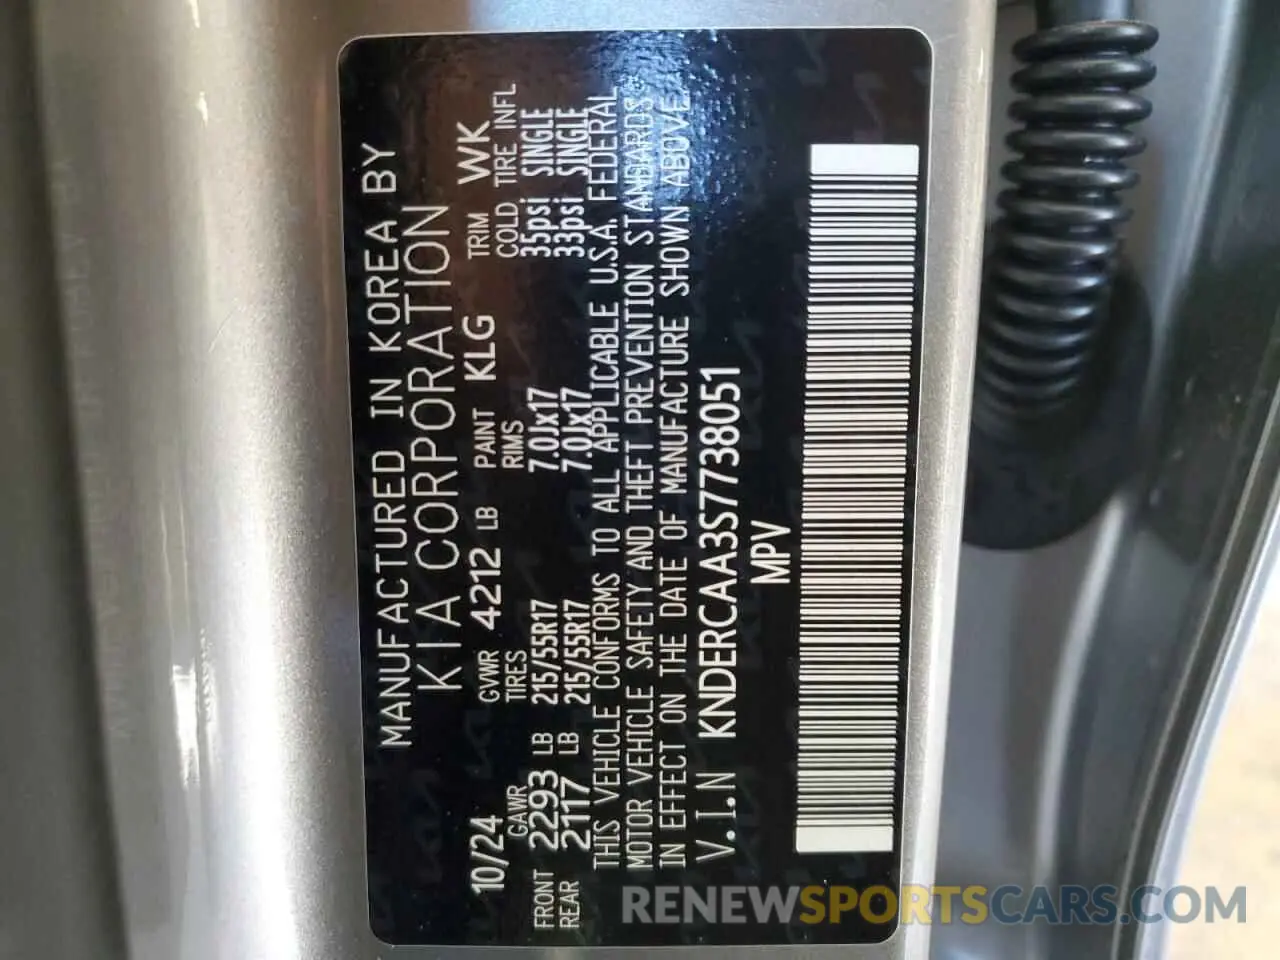 MANUFACTURED IN KOREA BY
KIA CORPORATION
10/24 GVWR 4212 LB PAINT KLG TRIM WK
GAWR TIRES RIMS COLD TIRE INFL
FRONT 2293 LB 215/55R17 7.0Jx17 35psi SINGLE
REAR 2117 LB 215/55R17 7.0Jx17 33psi SINGLE
THIS VEHICLE CONFORMS TO ALL APPLICABLE U.S.A. FEDERAL
MOTOR VEHICLE SAFETY AND THEFT PREVENTION STANDARDS
IN EFFECT ON THE DATE OF MANUFACTURE SHOWN ABOVE.
V.I.N KNDERCAA3S7738051
MPV
RENEWSPORTSCARS.COM